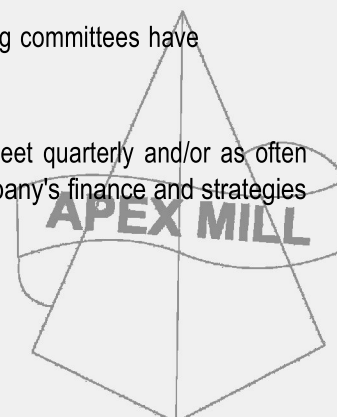 g committees have
eet quarterly and/or as often
pany's finance and strategies
APEX MILL